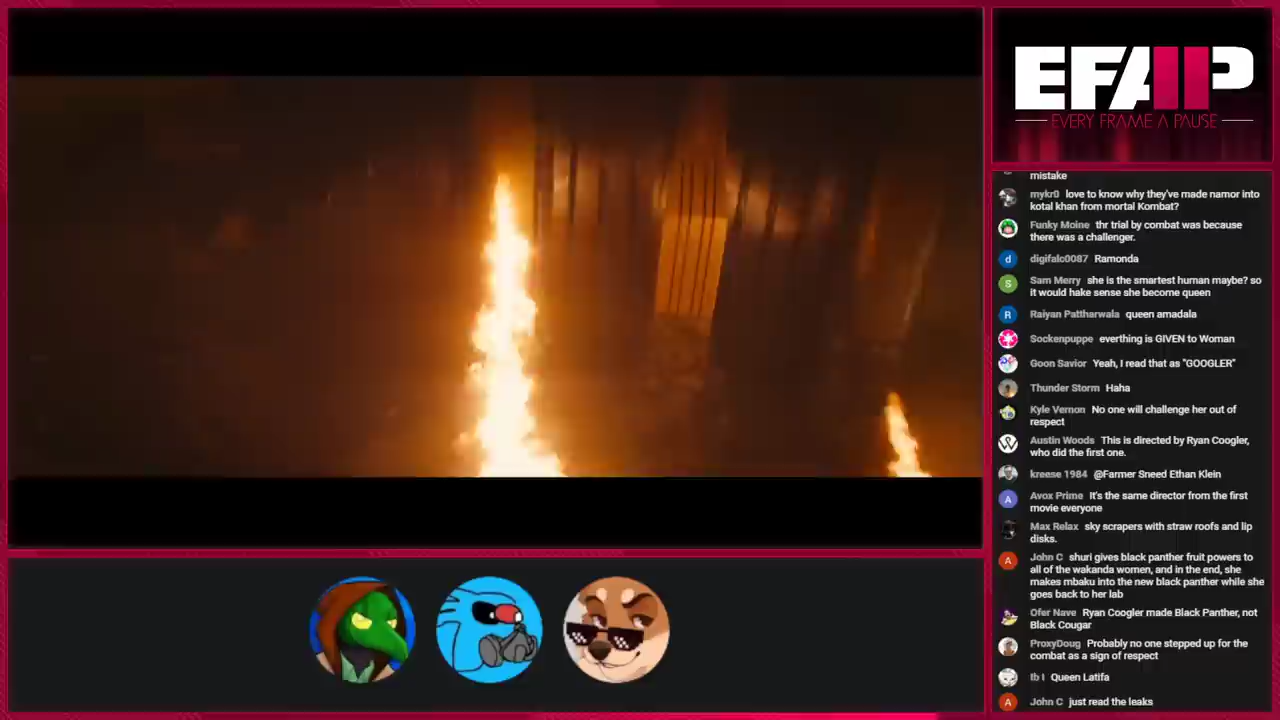 EFAP
EVERY FRAME A PAUSE
mistake
mykr0 love to know why they've made namor into
kotal khan from mortal Kombat?
Funky Moine thr trial by combat was because
there was a challenger.
d
digifalc0087 Ramonda
S
Sam Merry she is the smartest human maybe? so
it would hake sense she become queen
R
Raiyan Pattharwala queen amadala
Sockenpuppe everthing is GIVEN to Woman
Goon Savior Yeah, I read that as "GOOGLER"
Thunder Storm Haha
Kyle Vernon No one will challenge her out of
respect
Austin Woods This is directed by Ryan Coogler,
who did the first one.
kreese 1984 @Farmer Sneed Ethan Klein
A
Avox Prime It's the same director from the first
movie everyone
Max Relax sky scrapers with straw roofs and lip
disks.
A
John C shuri gives black panther fruit powers to
all of the wakanda women, and in the end, she
makes mbaku into the new black panther while she
goes back to her lab
Ofer Nave Ryan Coogler made Black Panther, not
Black Cougar
ProxyDoug Probably no one stepped up for the
combat as a sign of respect
tb l Queen Latifa
A
John C just read the leaks